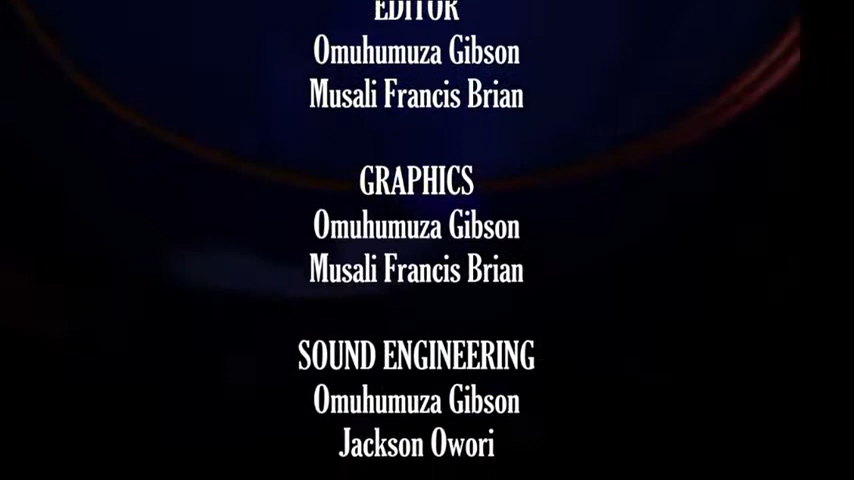 EDITOR
Omuhumuza Gibson
Musali Francis Brian
GRAPHICS
Omuhumuza Gibson
Musali Francis Brian
SOUND ENGINEERING
Omuhumuza Gibson
Jackson Owori